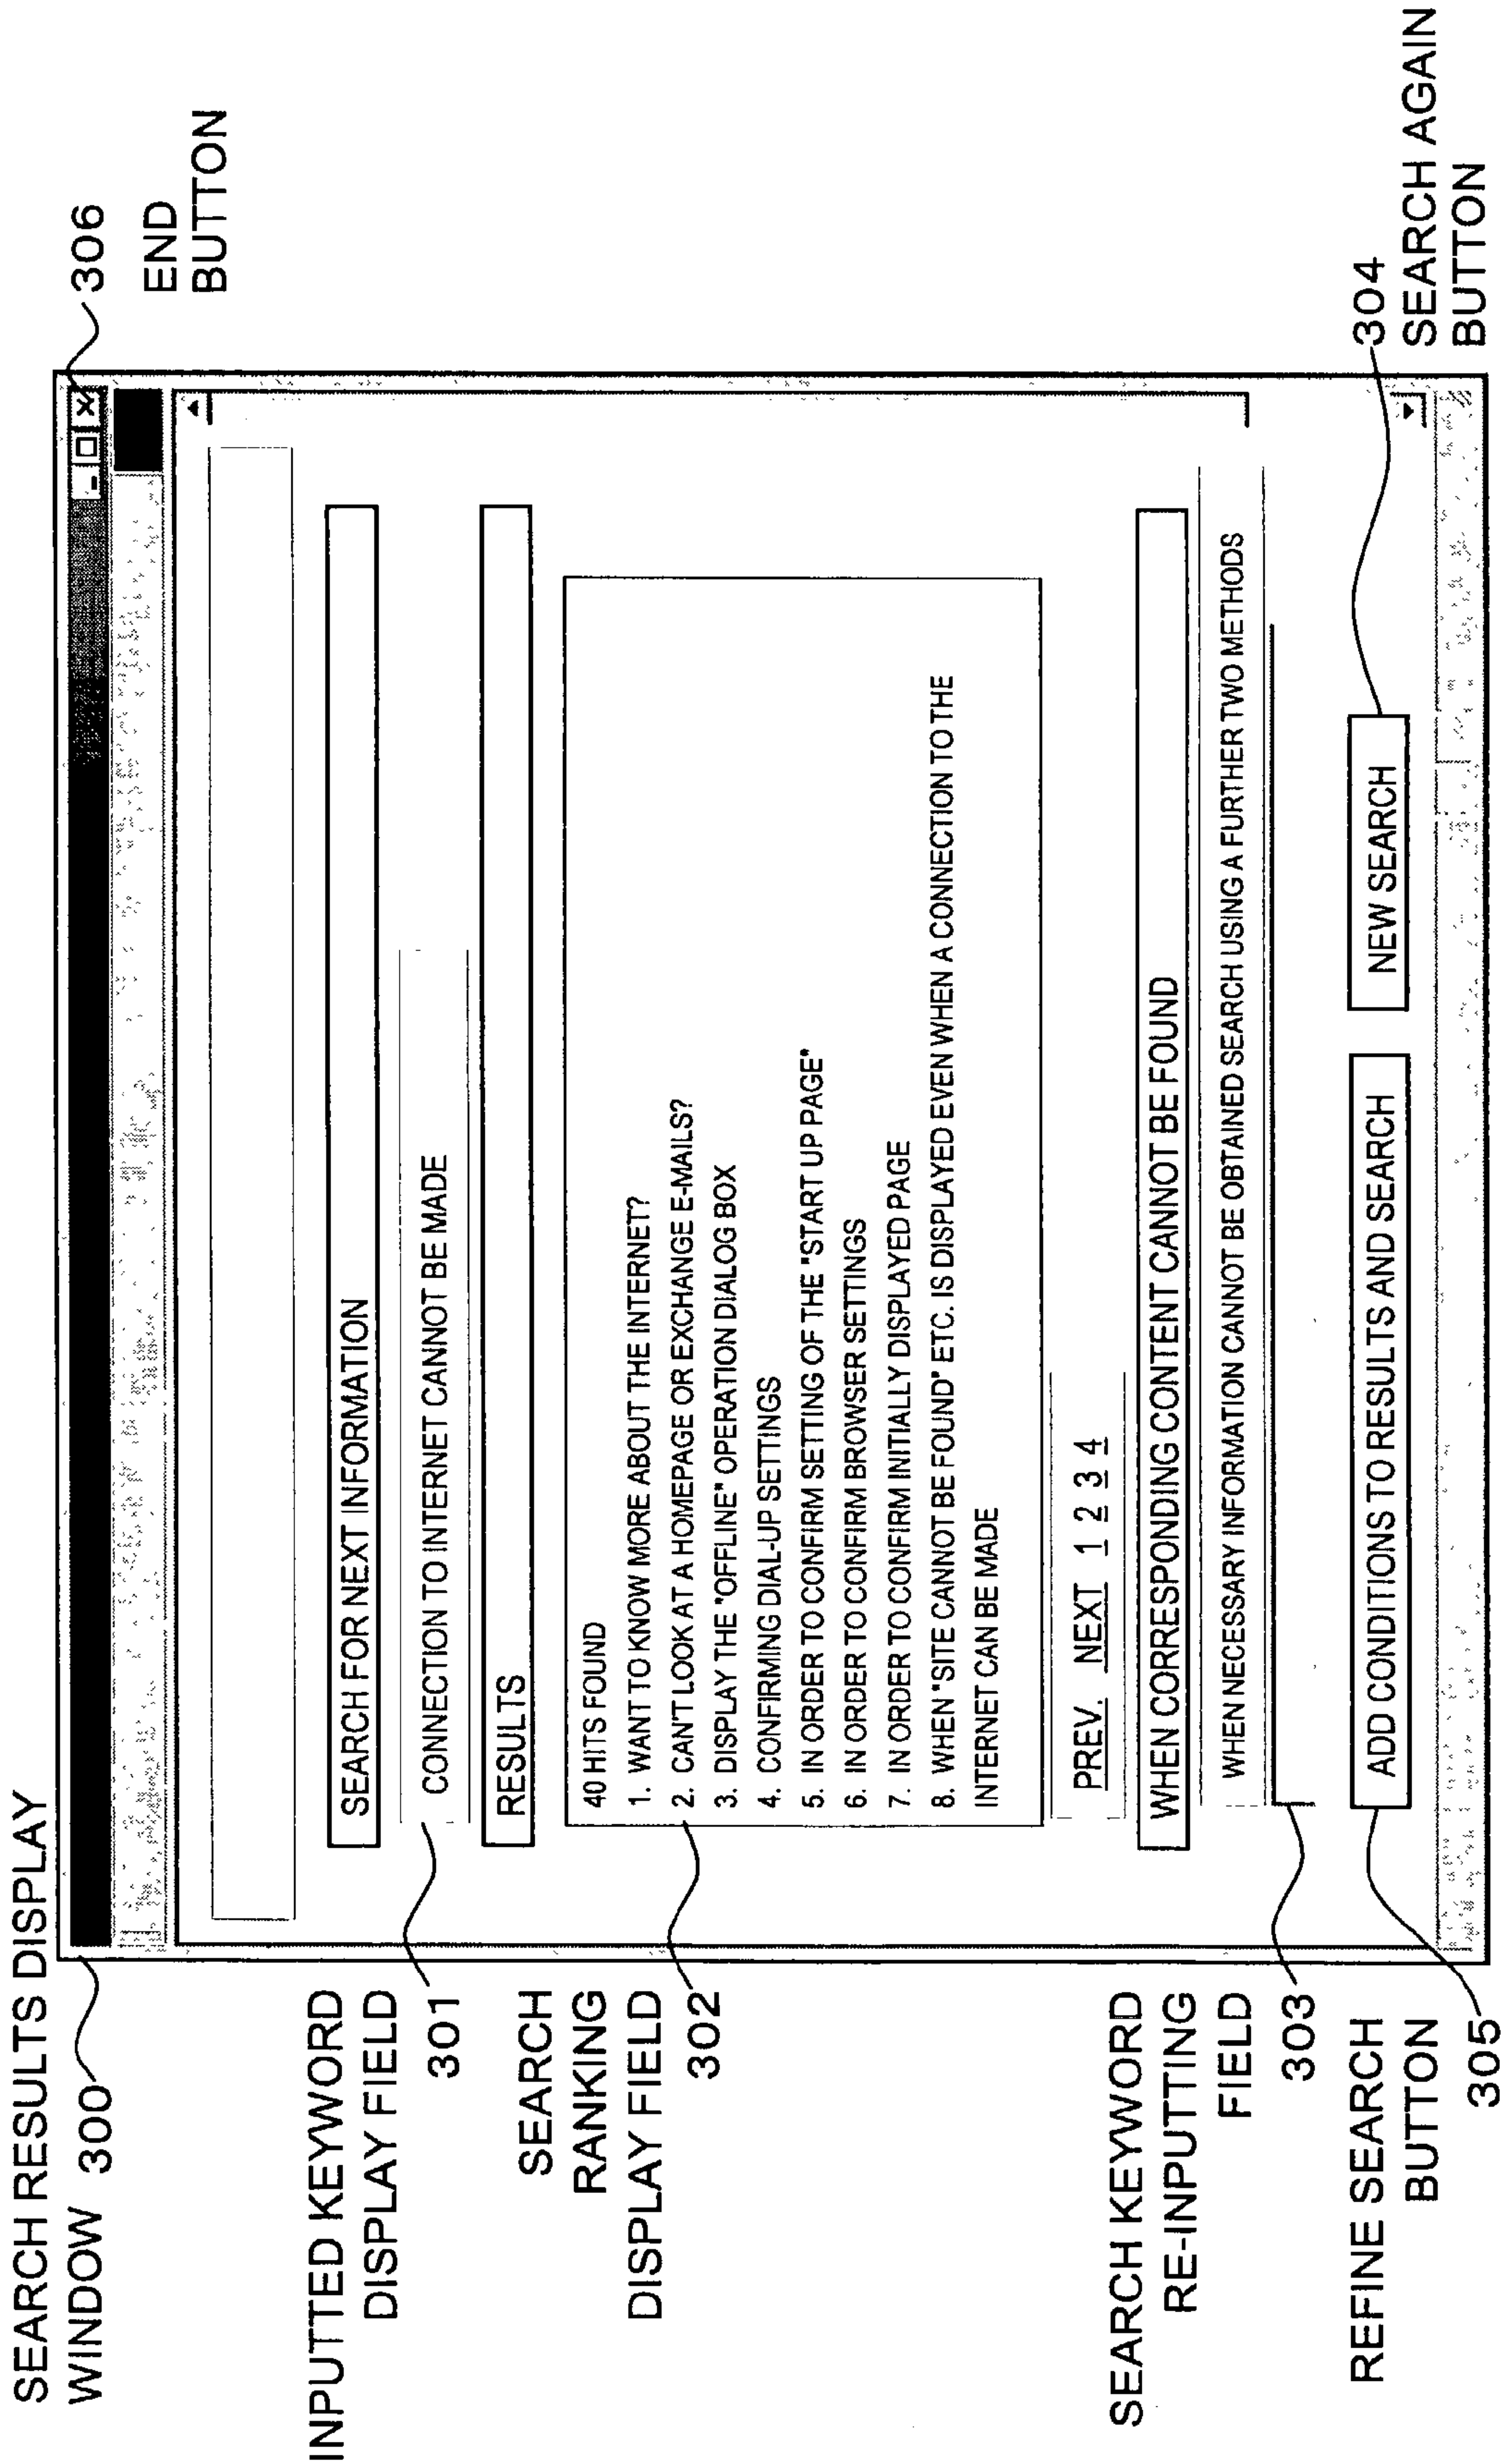 SEARCH RESULTS DISPLAY
WINDOW 300
306
END
BUTTON
INPUTTED KEYWORD
DISPLAY FIELD
301
SEARCH
RANKING
DISPLAY FIELD
302
SEARCH KEYWORD
RE-INPUTTING
FIELD
303
REFINE SEARCH
BUTTON
305
SEARCH FOR NEXT INFORMATION
CONNECTION TO INTERNET CANNOT BE MADE
RESULTS
40 HITS FOUND
1. WANT TO KNOW MORE ABOUT THE INTERNET?
2. CAN'T LOOK AT A HOMEPAGE OR EXCHANGE E-MAILS?
3. DISPLAY THE "OFFLINE" OPERATION DIALOG BOX
4. CONFIRMING DIAL-UP SETTINGS
5. IN ORDER TO CONFIRM SETTING OF THE "START UP PAGE"
6. IN ORDER TO CONFIRM BROWSER SETTINGS
7. IN ORDER TO CONFIRM INITIALLY DISPLAYED PAGE
8. WHEN "SITE CANNOT BE FOUND" ETC. IS DISPLAYED EVEN WHEN A CONNECTION TO THE
INTERNET CAN BE MADE
PREV. NEXT 1 2 3 4
WHEN CORRESPONDING CONTENT CANNOT BE FOUND
WHEN NECESSARY INFORMATION CANNOT BE OBTAINED SEARCH USING A FURTHER TWO METHODS
ADD CONDITIONS TO RESULTS AND SEARCH
NEW SEARCH
304
SEARCH AGAIN
BUTTON